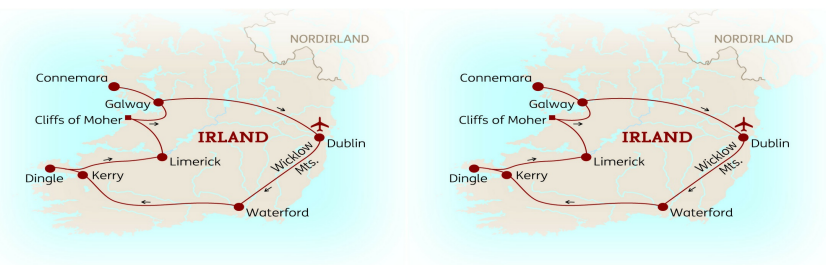 NORDIRLAND
Connemara
Galway
Cliffs of Moher
IRLAND
Dublin
Wicklow
Mts.
Limerick
Dingle
Kerry
Waterford
NORDIRLAND
Connemara
Galway
Cliffs of Moher
IRLAND
Dublin
Wicklow
Mts.
Limerick
Dingle
Kerry
Waterford